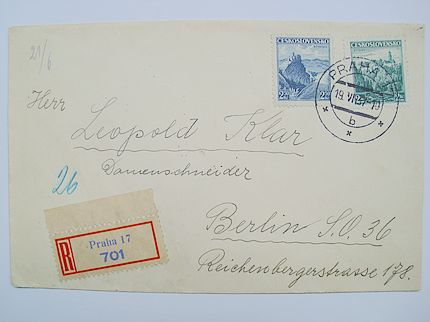 21/6
ČESKOSLOVENSKO
ČESKOSLOVENSKO
PRAHA
19. VI.
b
Herr
Leopold Klar
Damenschneider
26
Berlin S.O. 36
Reichenbergerstrasse 178.
R
Praha 17
701